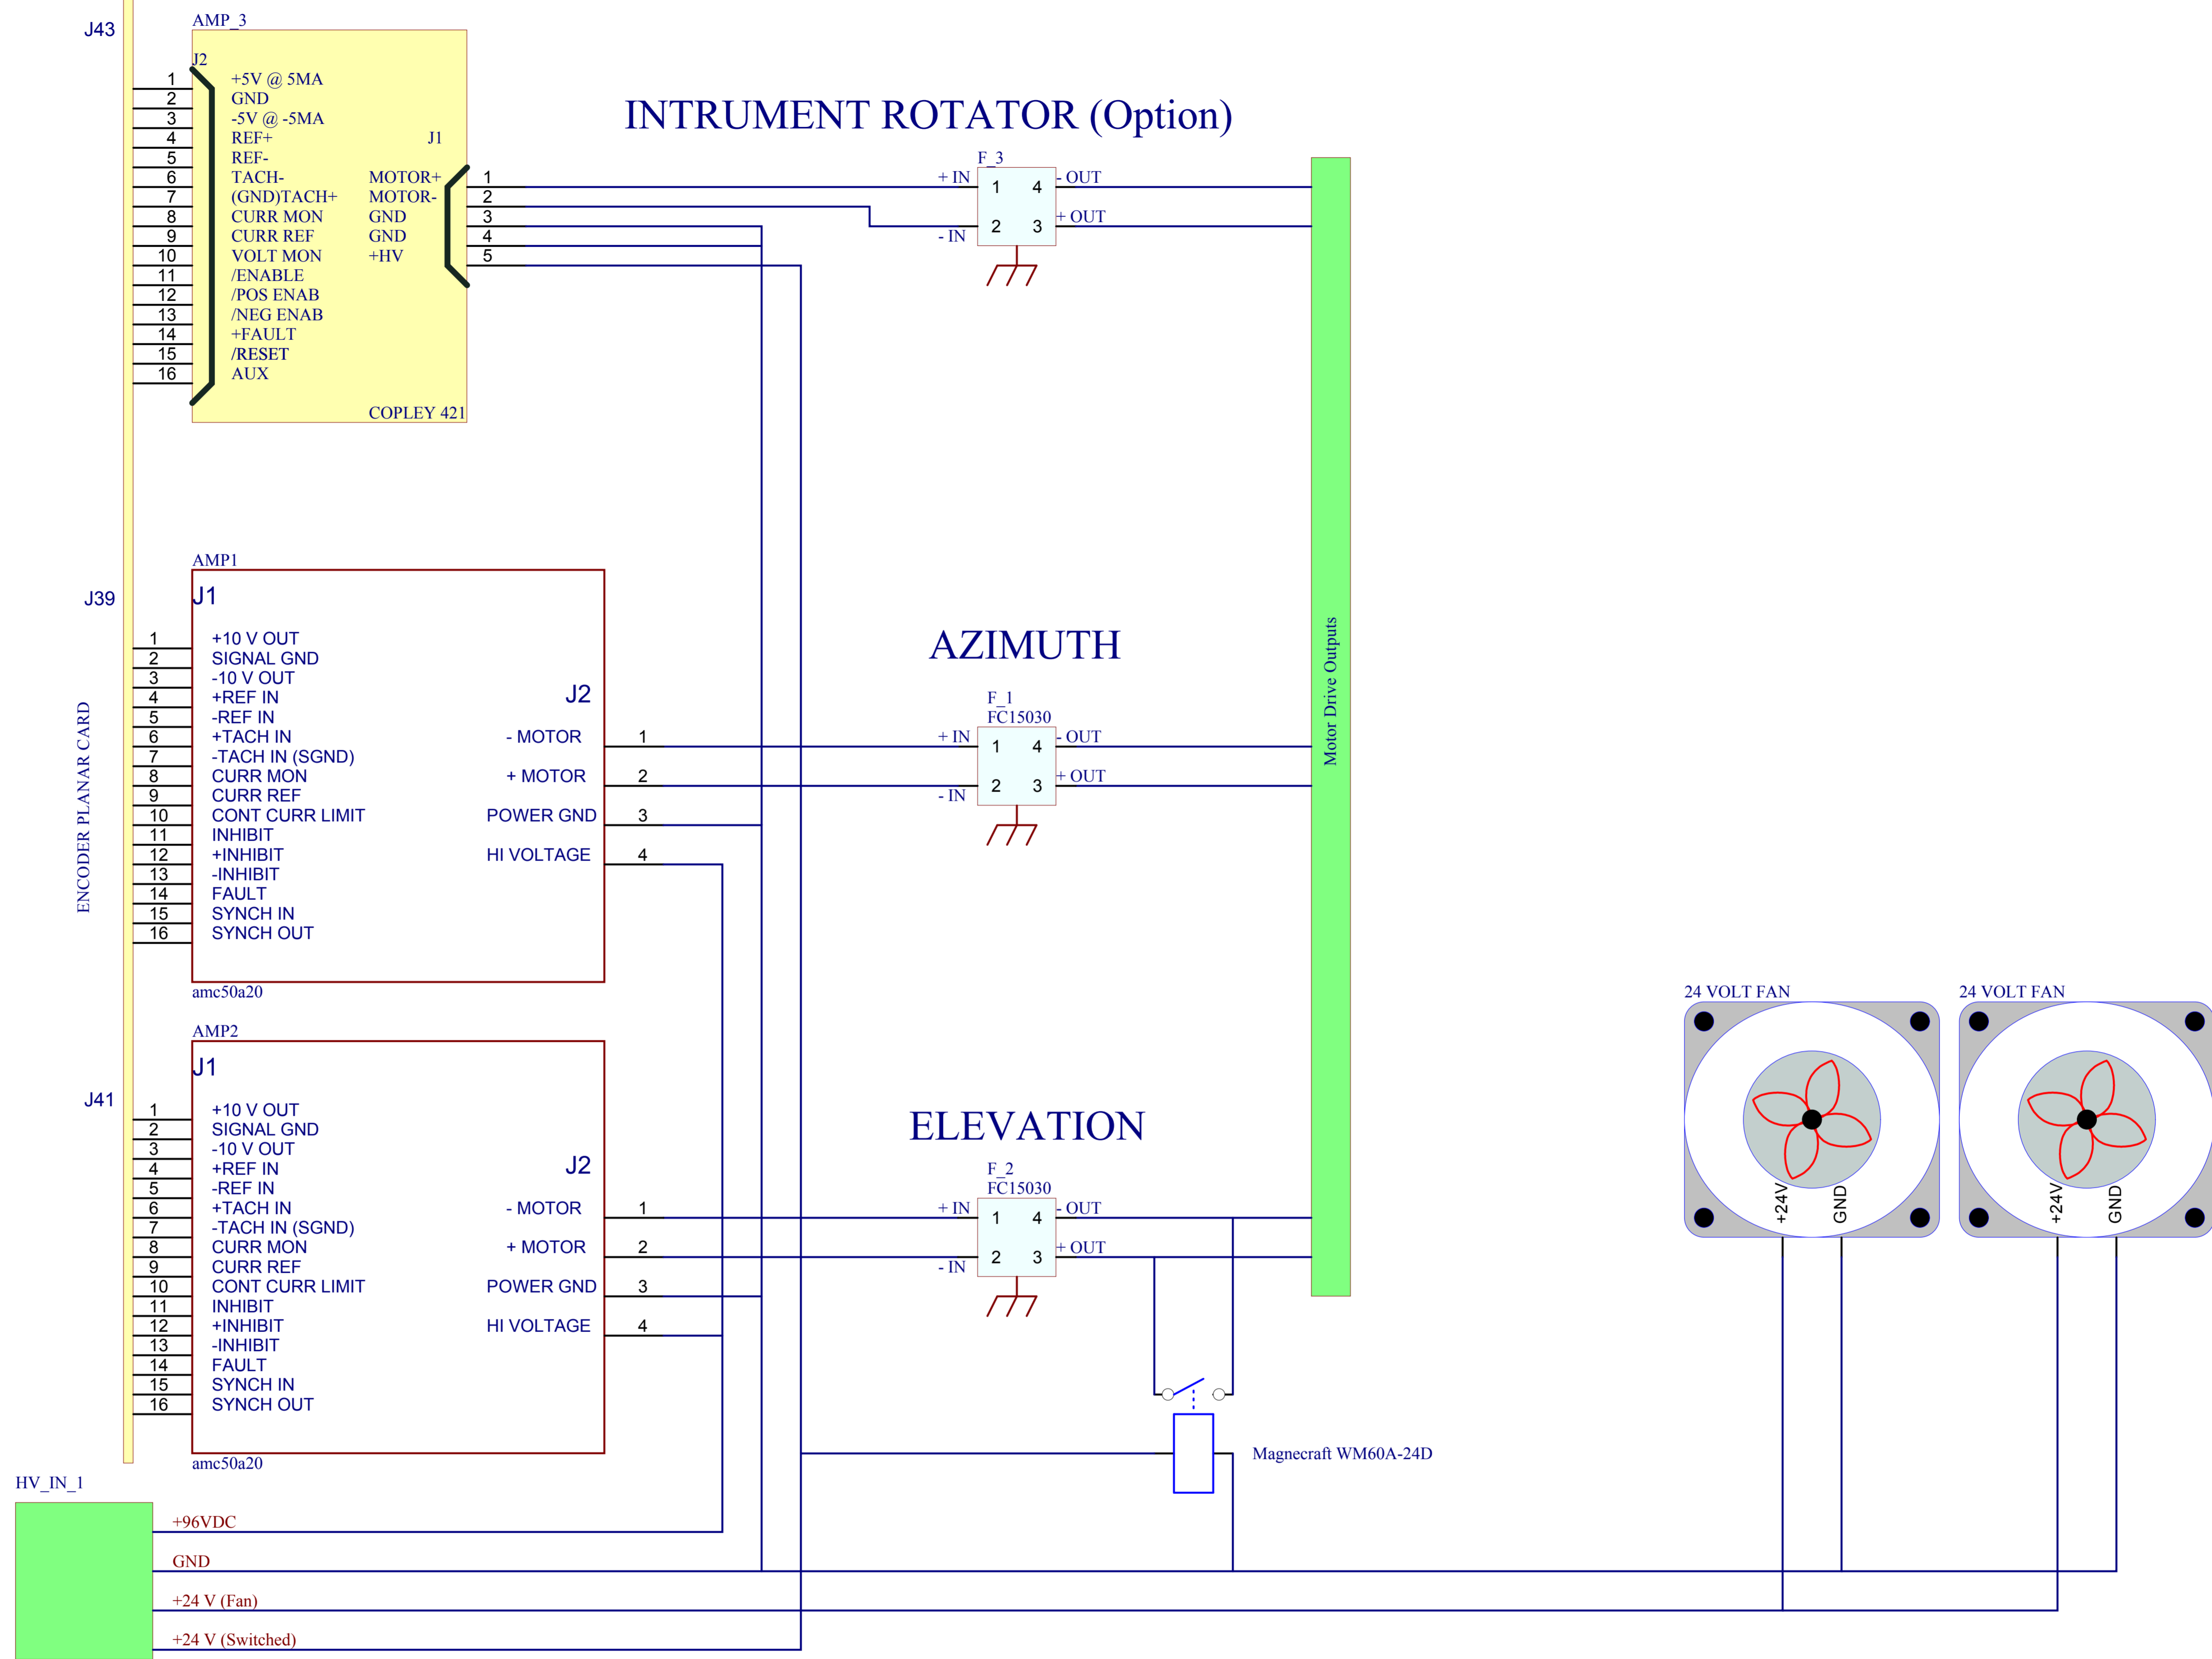 J43
AMP_3
J2
1 +5V @ 5MA
2 GND
3 -5V @ -5MA
4 REF+
5 REF-
6 TACH-
7 (GND)TACH+
8 CURR MON
9 CURR REF
10 VOLT MON
11 /ENABLE
12 /POS ENAB
13 /NEG ENAB
14 +FAULT
15 /RESET
16 AUX
J1
MOTOR+ 1
MOTOR- 2
GND 3
GND 4
+HV 5
COPLEY 421
INTRUMENT ROTATOR (Option)
F_3
+ IN 1 4 - OUT
- IN 2 3 + OUT
Motor Drive Outputs
ENCODER PLANAR CARD
J39
AMP1
J1
1 +10 V OUT
2 SIGNAL GND
3 -10 V OUT
4 +REF IN
5 -REF IN
6 +TACH IN
7 -TACH IN (SGND)
8 CURR MON
9 CURR REF
10 CONT CURR LIMIT
11 INHIBIT
12 +INHIBIT
13 -INHIBIT
14 FAULT
15 SYNCH IN
16 SYNCH OUT
J2
- MOTOR 1
+ MOTOR 2
POWER GND 3
HI VOLTAGE 4
amc50a20
AZIMUTH
F_1
FC15030
+ IN 1 4 - OUT
- IN 2 3 + OUT
J41
AMP2
J1
1 +10 V OUT
2 SIGNAL GND
3 -10 V OUT
4 +REF IN
5 -REF IN
6 +TACH IN
7 -TACH IN (SGND)
8 CURR MON
9 CURR REF
10 CONT CURR LIMIT
11 INHIBIT
12 +INHIBIT
13 -INHIBIT
14 FAULT
15 SYNCH IN
16 SYNCH OUT
J2
- MOTOR 1
+ MOTOR 2
POWER GND 3
HI VOLTAGE 4
amc50a20
ELEVATION
F_2
FC15030
+ IN 1 4 - OUT
- IN 2 3 + OUT
Magnecraft WM60A-24D
24 VOLT FAN
+24V
GND
24 VOLT FAN
+24V
GND
HV_IN_1
+96VDC
GND
+24 V (Fan)
+24 V (Switched)